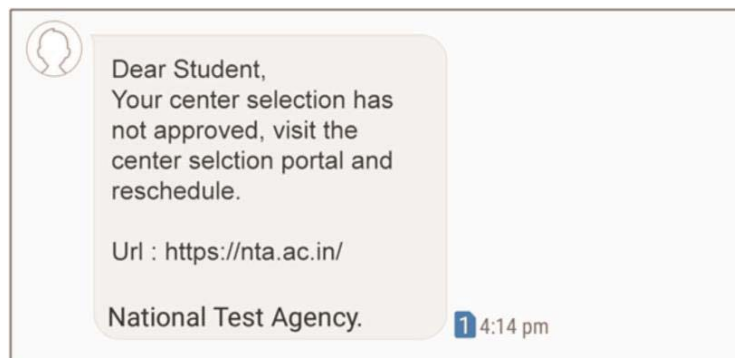 Dear Student,
Your center selection has
not approved, visit the
center selction portal and
reschedule.
Url : https://nta.ac.in/
National Test Agency.
1 4:14 pm